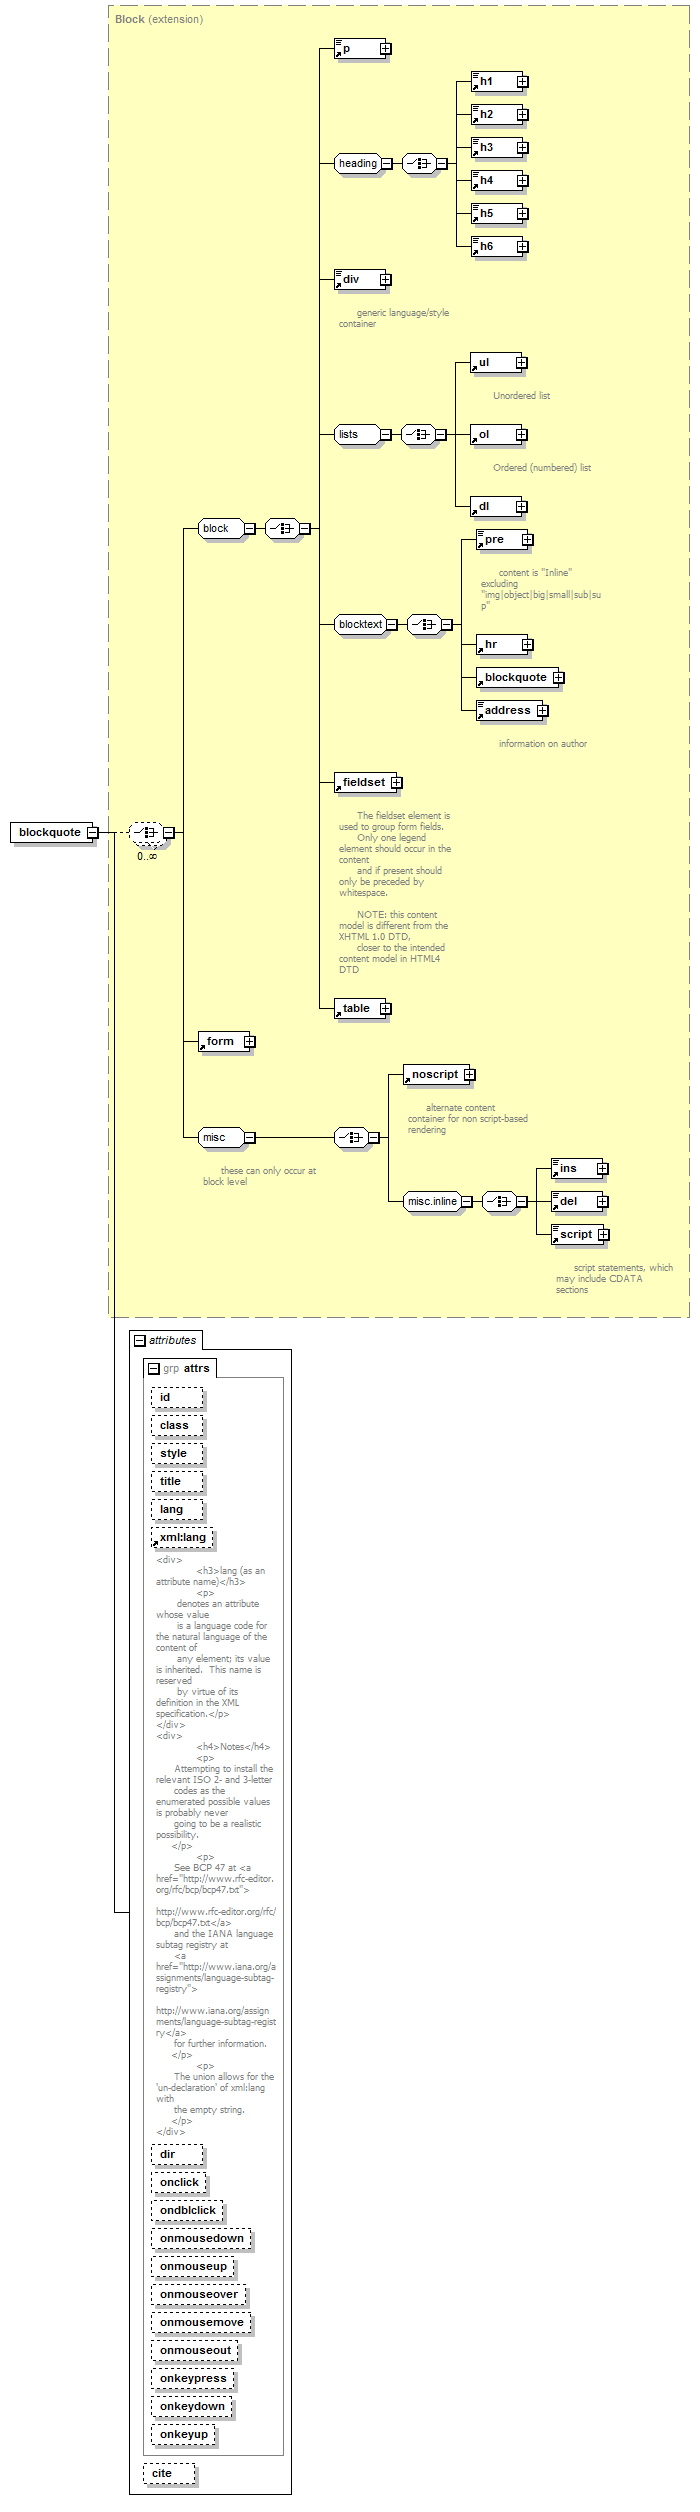 Block (extension)
p
heading
h1
h2
h3
h4
h5
h6
div
generic language/style
container
lists
ul
Unordered list
ol
Ordered (numbered) list
dl
block
blocktext
pre
content is "Inline"
excluding
"img|object|big|small|sub|su
p"
hr
blockquote
address
information on author
fieldset
The fieldset element is
used to group form fields.
Only one legend
element should occur in the
content
and if present should
only be preceded by
whitespace.
NOTE: this content
model is different from the
XHTML 1.0 DTD,
closer to the intended
content model in HTML4
DTD
blockquote
0..∞
table
form
misc
these can only occur at
block level
noscript
alternate content
container for non script-based
rendering
misc.inline
ins
del
script
script statements, which
may include CDATA
sections
attributes
grp attrs
id
class
style
title
lang
xml:lang
<div>
<h3>lang (as an
attribute name)</h3>
<p>
denotes an attribute
whose value
is a language code for
the natural language of the
content of
any element; its value
is inherited.  This name is
reserved
by virtue of its
definition in the XML
specification.</p>
</div>
<div>
<h4>Notes</h4>
<p>
Attempting to install the
relevant ISO 2- and 3-letter
codes as the
enumerated possible values
is probably never
going to be a realistic
possibility.
</p>
<p>
See BCP 47 at <a
href="http://www.rfc-editor.
org/rfc/bcp/bcp47.txt">
http://www.rfc-editor.org/rfc/
bcp/bcp47.txt</a>
and the IANA language
subtag registry at
<a
href="http://www.iana.org/a
ssignments/language-subtag-
registry">
http://www.iana.org/assign
ments/language-subtag-regist
ry</a>
for further information.
</p>
<p>
The union allows for the
'un-declaration' of xml:lang
with
the empty string.
</p>
</div>
dir
onclick
ondblclick
onmousedown
onmouseup
onmouseover
onmousemove
onmouseout
onkeypress
onkeydown
onkeyup
cite